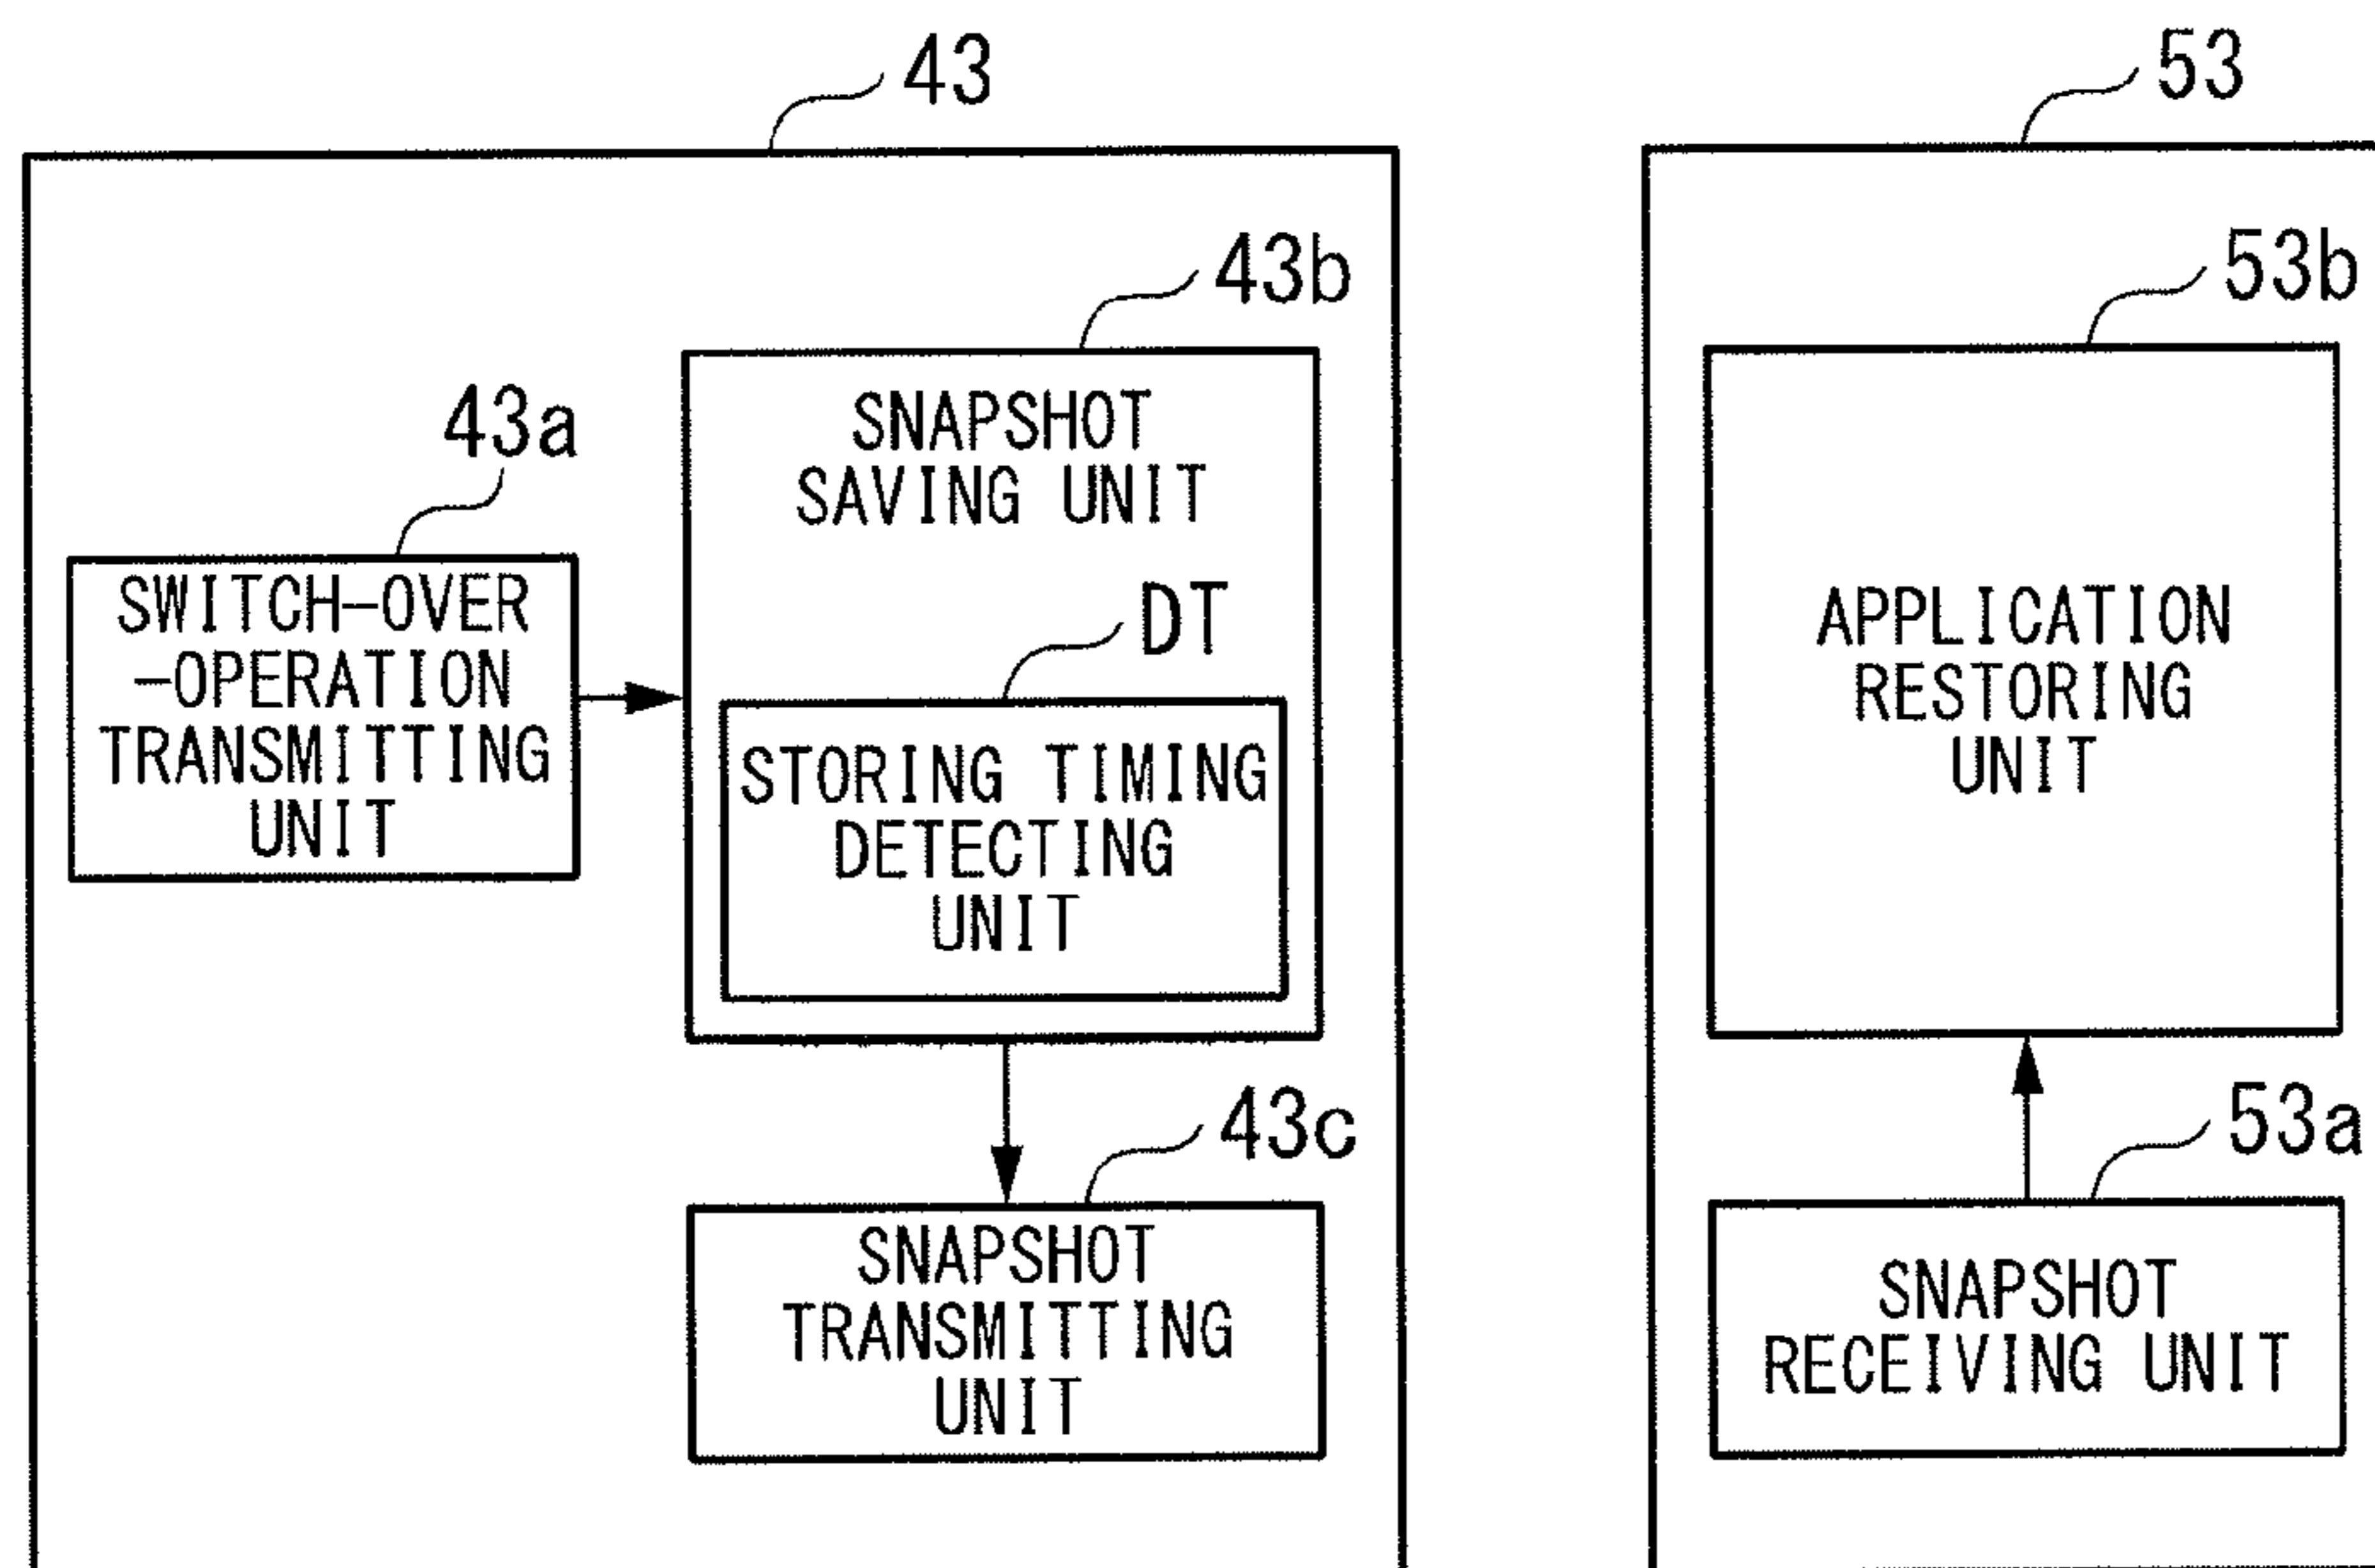 43
43b
43a
SNAPSHOT
SAVING UNIT
SWITCH-OVER
-OPERATION
TRANSMITTING
UNIT
DT
STORING TIMING
DETECTING
UNIT
43c
SNAPSHOT
TRANSMITTING
UNIT
53
53b
APPLICATION
RESTORING
UNIT
53a
SNAPSHOT
RECEIVING UNIT